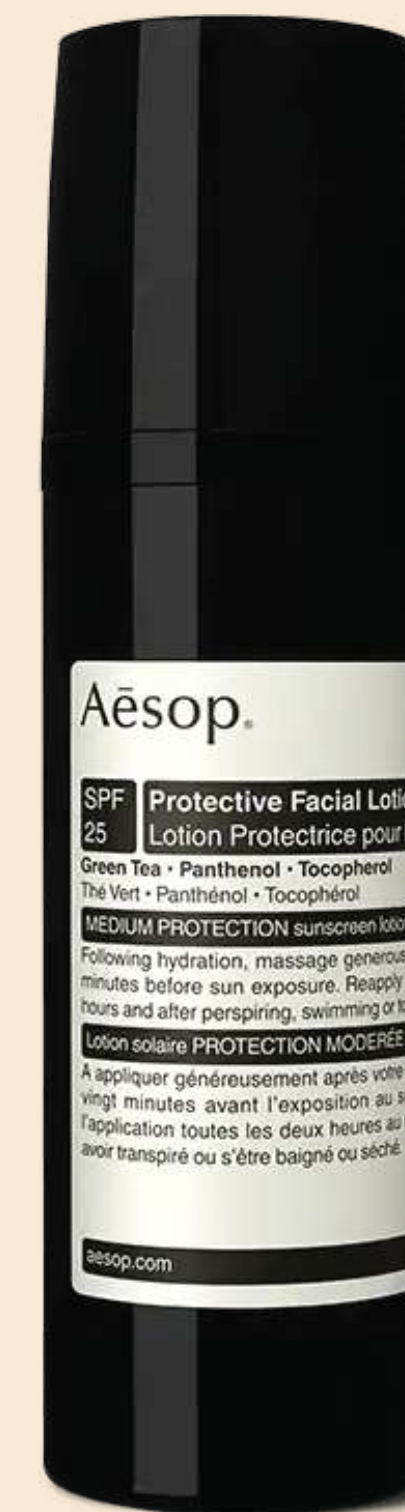 Aēsop.
SPF
25
Protective Facial Loti
Lotion Protectrice pour
Green Tea • Panthenol • Tocopherol
Thé Vert • Panthénol • Tocophérol
MEDIUM PROTECTION sunscreen lotio
Following hydration, massage generous
minutes before sun exposure. Reapply
hours and after perspiring, swimming or to
Lotion solaire PROTECTION MODERÉE
A appliquer généreusement après votre
vingt minutes avant l'exposition au s
l'application toutes les deux heures au
avoir transpiré ou s'être baigné ou séché.
aesop.com